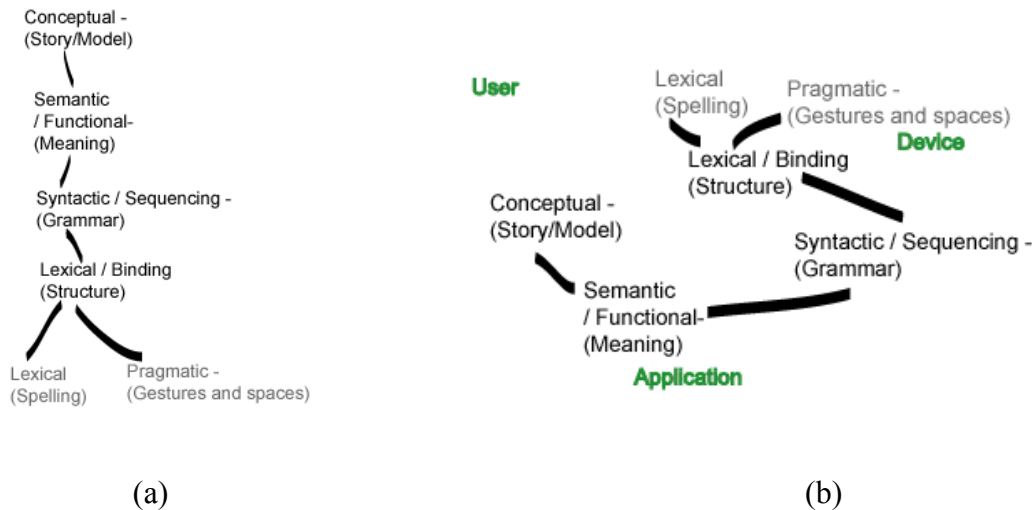 Conceptual -
(Story/Model)
Semantic
/ Functional-
(Meaning)
Syntactic / Sequencing -
(Grammar)
Lexical / Binding
(Structure)
Lexical
(Spelling)
Pragmatic -
(Gestures and spaces)
(a)
User
Lexical
(Spelling)
Pragmatic -
(Gestures and spaces)
Device
Lexical / Binding
(Structure)
Conceptual -
(Story/Model)
Syntactic / Sequencing -
(Grammar)
Semantic
/ Functional-
(Meaning)
Application
(b)